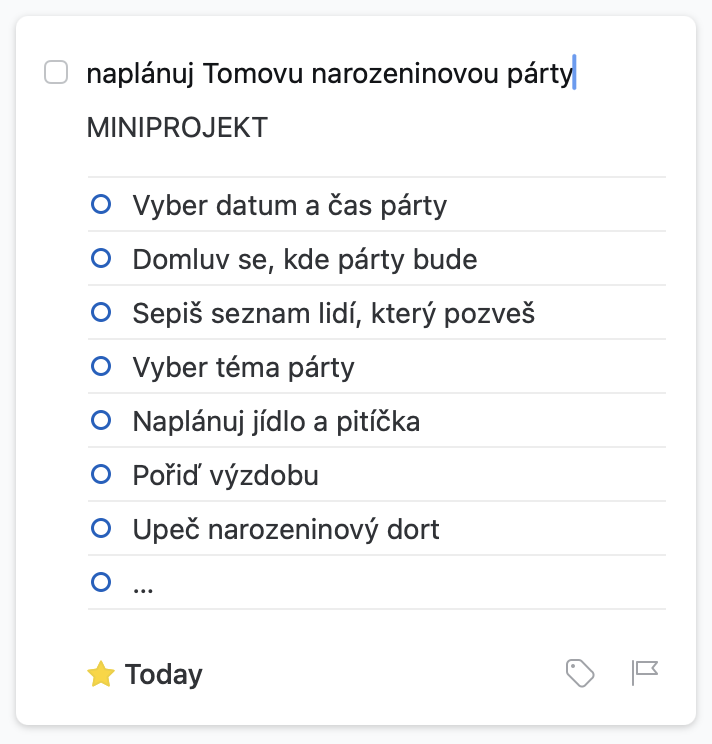 naplánuj Tomovu narozeninovou párty
MINIPROJEKT
Vyber datum a čas párty
Domluv se, kde párty bude
Sepiš seznam lidí, který pozveš
Vyber téma párty
Naplánuj jídlo a pitíčka
Pořiď výzdobu
Upeč narozeninový dort
...
Today